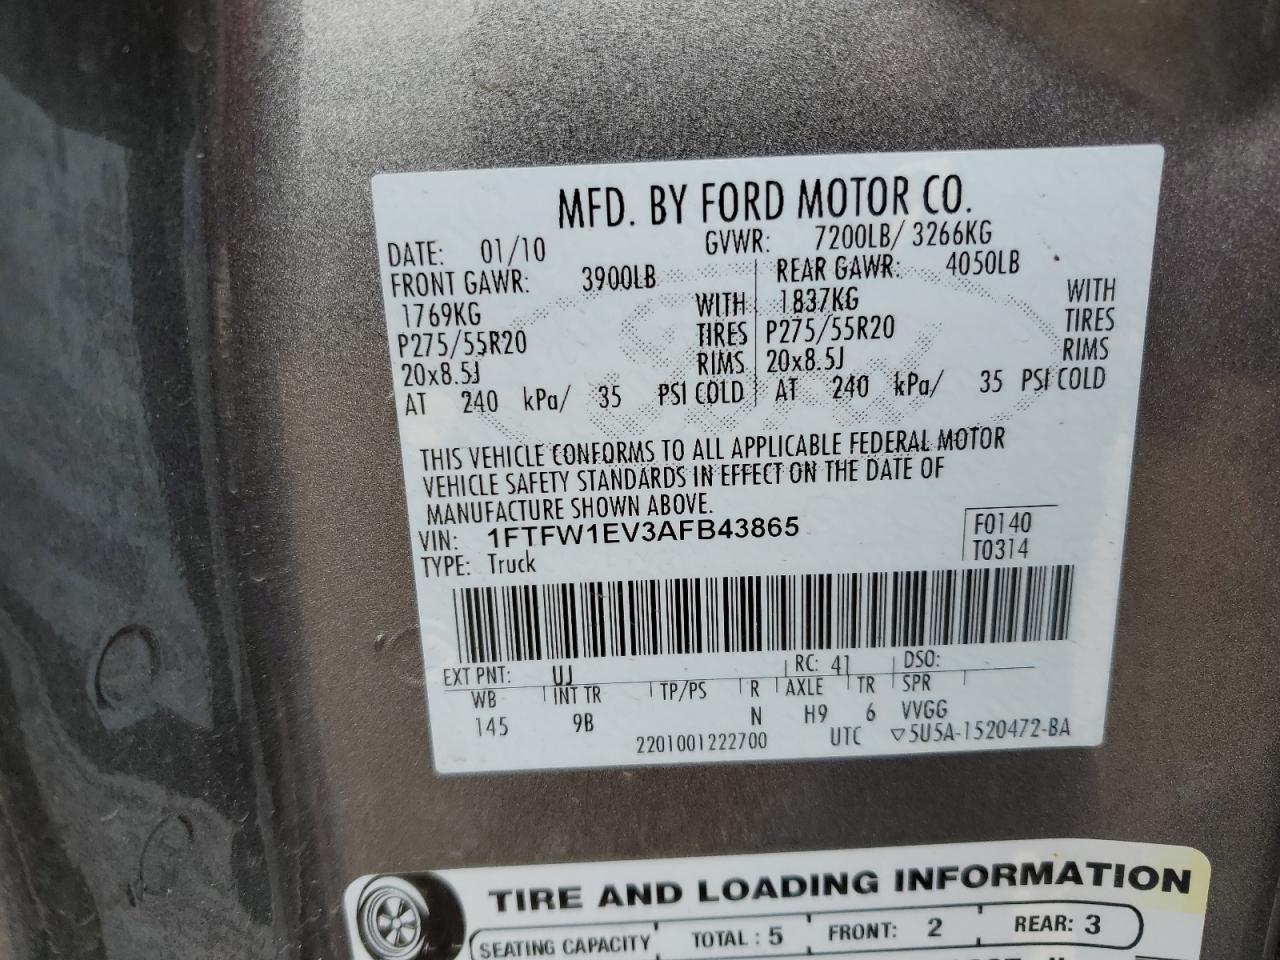 MFD. BY FORD MOTOR CO.
DATE: 01/10 GVWR: 7200LB/ 3266KG
FRONT GAWR: 3900LB REAR GAWR: 4050LB
1769KG WITH 1837KG WITH
P275/55R20 TIRES P275/55R20 TIRES
20x8.5J RIMS 20x8.5J RIMS
AT 240 kPa/ 35 PSI COLD AT 240 kPa/ 35 PSI COLD
THIS VEHICLE CONFORMS TO ALL APPLICABLE FEDERAL MOTOR
VEHICLE SAFETY STANDARDS IN EFFECT ON THE DATE OF
MANUFACTURE SHOWN ABOVE.
VIN: 1FTFW1EV3AFB43865 F0140
TYPE: Truck T0314
EXT PNT: UJ RC: 41 DSO:
WB INT TR TP/PS R AXLE TR SPR
145 9B N H9 6 VVGG
2201001222700 UTC ▽5U5A-1520472-BA
TIRE AND LOADING INFORMATION
SEATING CAPACITY TOTAL : 5 FRONT: 2 REAR: 3